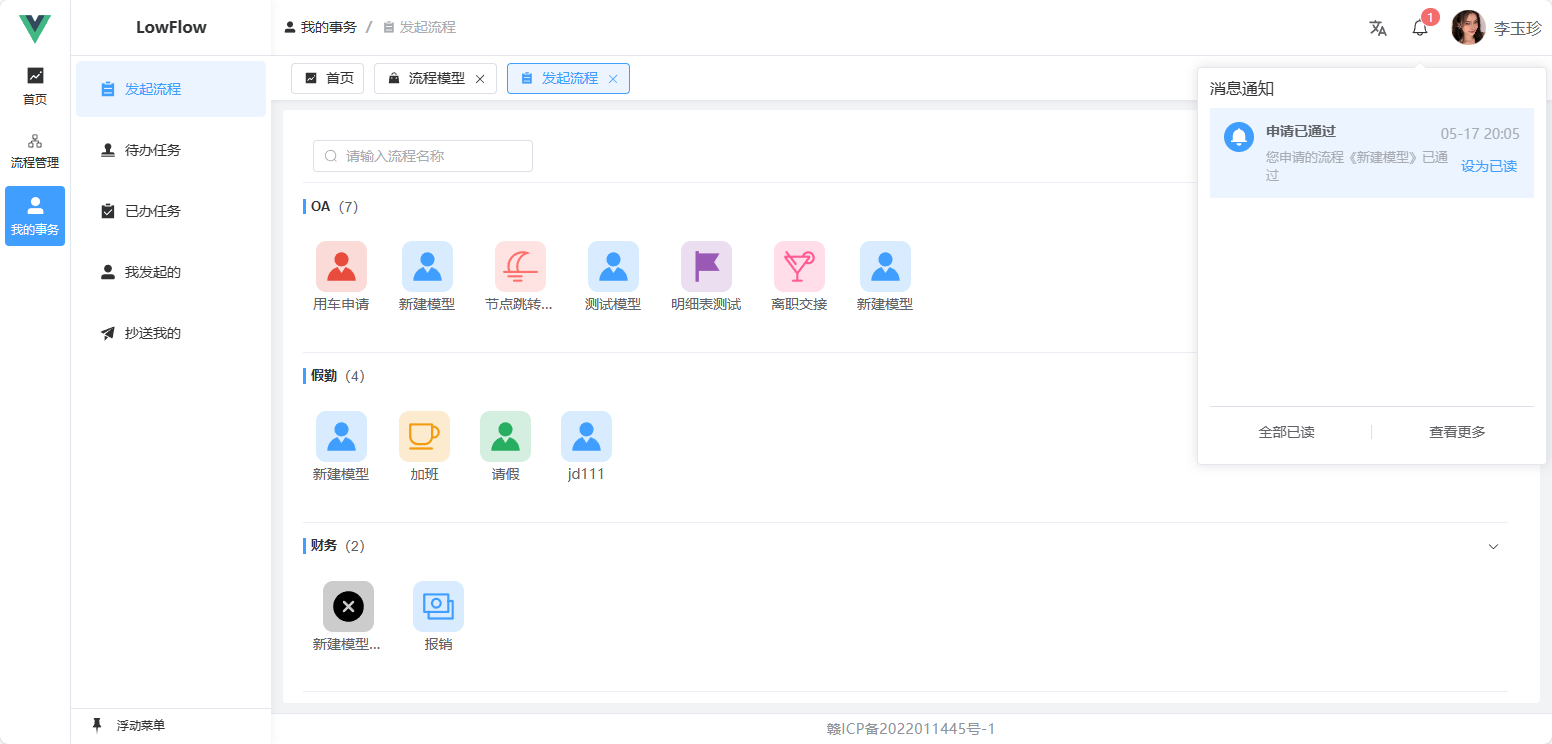 LowFlow
首页
流程管理
我的事务
发起流程
待办任务
已办任务
我发起的
抄送我的
浮动菜单
我的事务 / 发起流程
1
李玉珍
首页
流程模型
发起流程
请输入流程名称
OA (7)
用车申请
新建模型
节点跳转...
测试模型
明细表测试
离职交接
新建模型
假勤 (4)
新建模型
加班
请假
jd111
财务 (2)
新建模型...
报销
消息通知
申请已通过
05-17 20:05
您申请的流程《新建模型》已通
过
设为已读
全部已读
查看更多
赣ICP备2022011445号-1